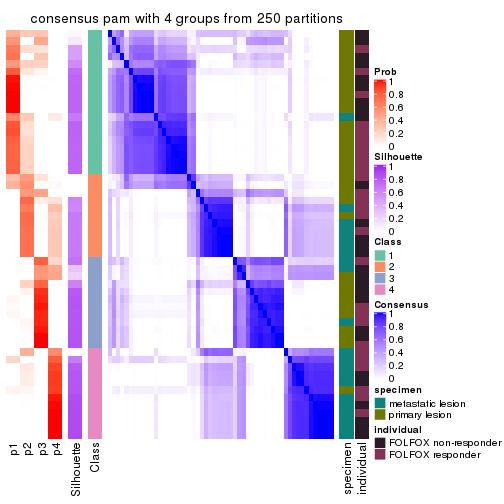 consensus pam with 4 groups from 250 partitions
Prob
1
0.8
0.6
0.4
0.2
0
Silhouette
1
0.8
0.6
0.4
0.2
0
Class
1
2
3
4
Consensus
1
0.8
0.6
0.4
0.2
0
specimen
metastatic lesion
primary lesion
individual
FOLFOX non-responder
FOLFOX responder
p1
p2
p3
p4
Silhouette
Class
specimen
individual